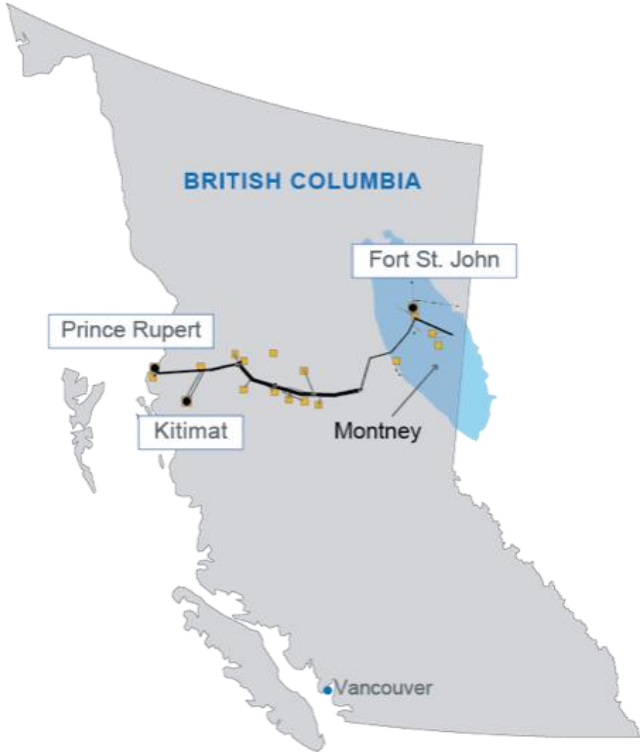 BRITISH COLUMBIA
Fort St. John
Prince Rupert
Kitimat
Montney
Vancouver